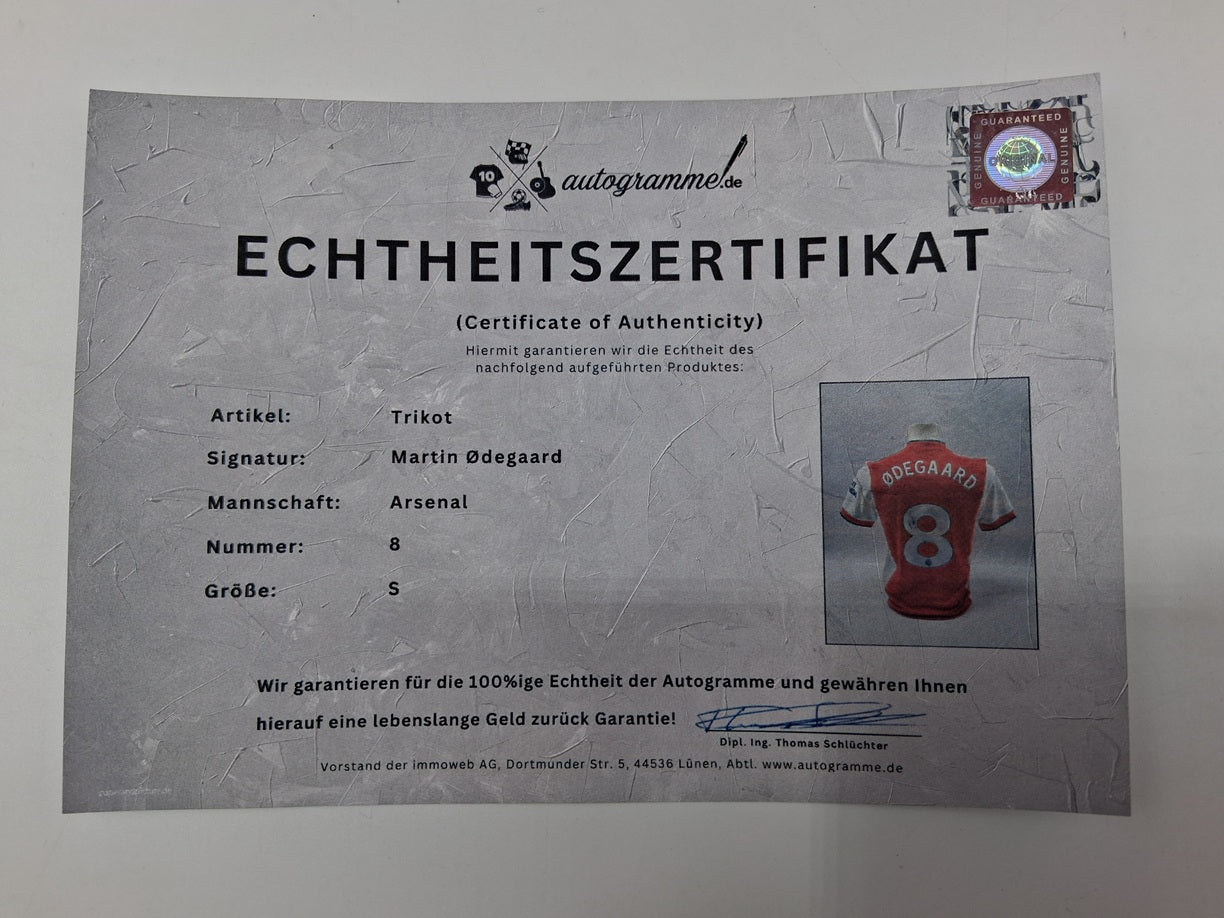 GUARANTEED
GENUINE
ORIGINAL
GENUINE
GUARANTEED
10
autogramme.de
ECHTHEITSZERTIFIKAT
(Certificate of Authenticity)
Hiermit garantieren wir die Echtheit des
nachfolgend aufgeführten Produktes:
Artikel: Trikot
Signatur: Martin Ødegaard
Mannschaft: Arsenal
Nummer: 8
Größe: S
ØDEGAARD
8
Wir garantieren für die 100%ige Echtheit der Autogramme und gewähren Ihnen
hierauf eine lebenslange Geld zurück Garantie!
Dipl. Ing. Thomas Schlüchter
Vorstand der immoweb AG, Dortmunder Str. 5, 44536 Lünen, Abtl. www.autogramme.de